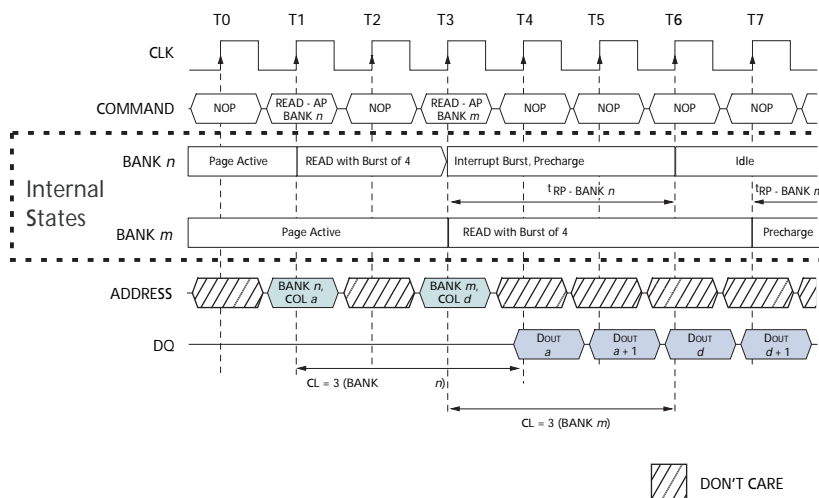 T0 T1 T2 T3 T4 T5 T6 T7
CLK
COMMAND NOP READ - AP BANK n NOP READ - AP BANK m NOP NOP NOP NOP
Internal States
BANK n Page Active READ with Burst of 4 Interrupt Burst, Precharge Idle
tRP - BANK n tRP - BANK m
BANK m Page Active READ with Burst of 4 Precharge
ADDRESS BANK n, COL a BANK m, COL d
DQ DOUT a DOUT a + 1 DOUT d DOUT d + 1
CL = 3 (BANK n)
CL = 3 (BANK m)
DON'T CARE